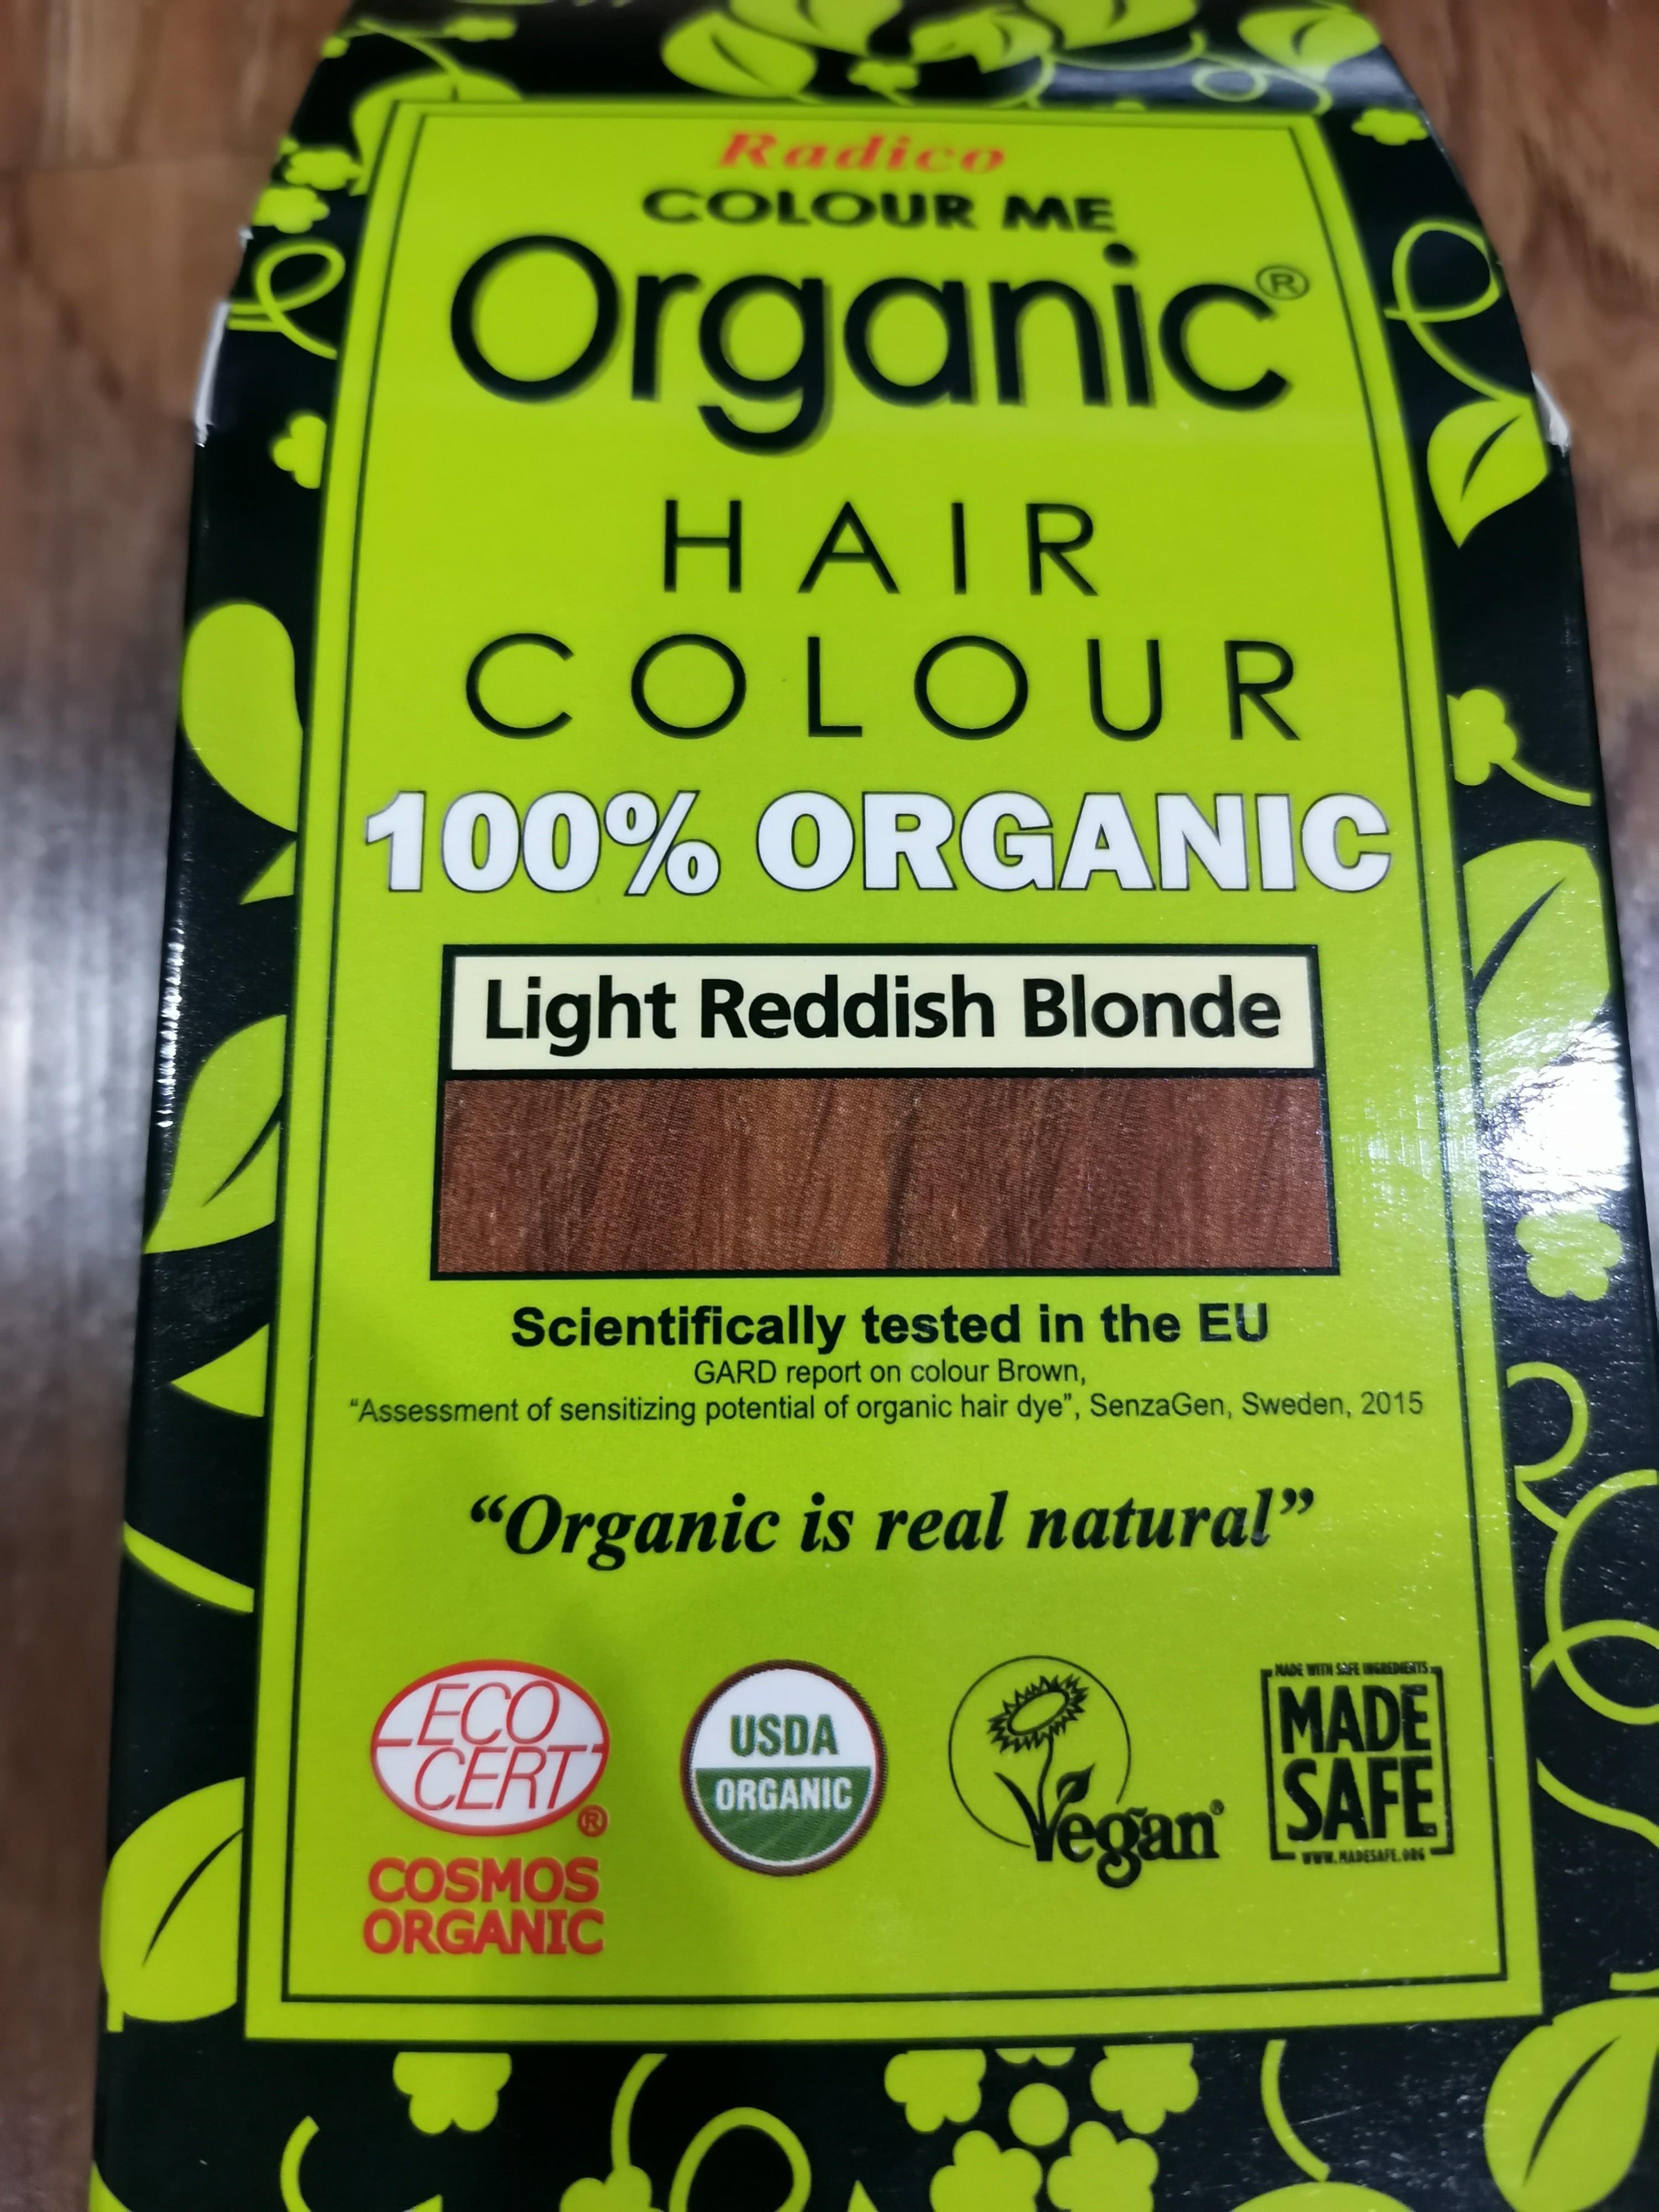 Radico
COLOUR ME
Organic®
HAIR
COLOUR
100% ORGANIC
Light Reddish Blonde
Scientifically tested in the EU
GARD report on colour Brown,
“Assessment of sensitizing potential of organic hair dye”, SenzaGen, Sweden, 2015
“Organic is real natural”
ECO
CERT®
COSMOS
ORGANIC
USDA
ORGANIC
Vegan®
MADE WITH SAFE INGREDIENTS
MADE
SAFE
WWW.MADESAFE.ORG